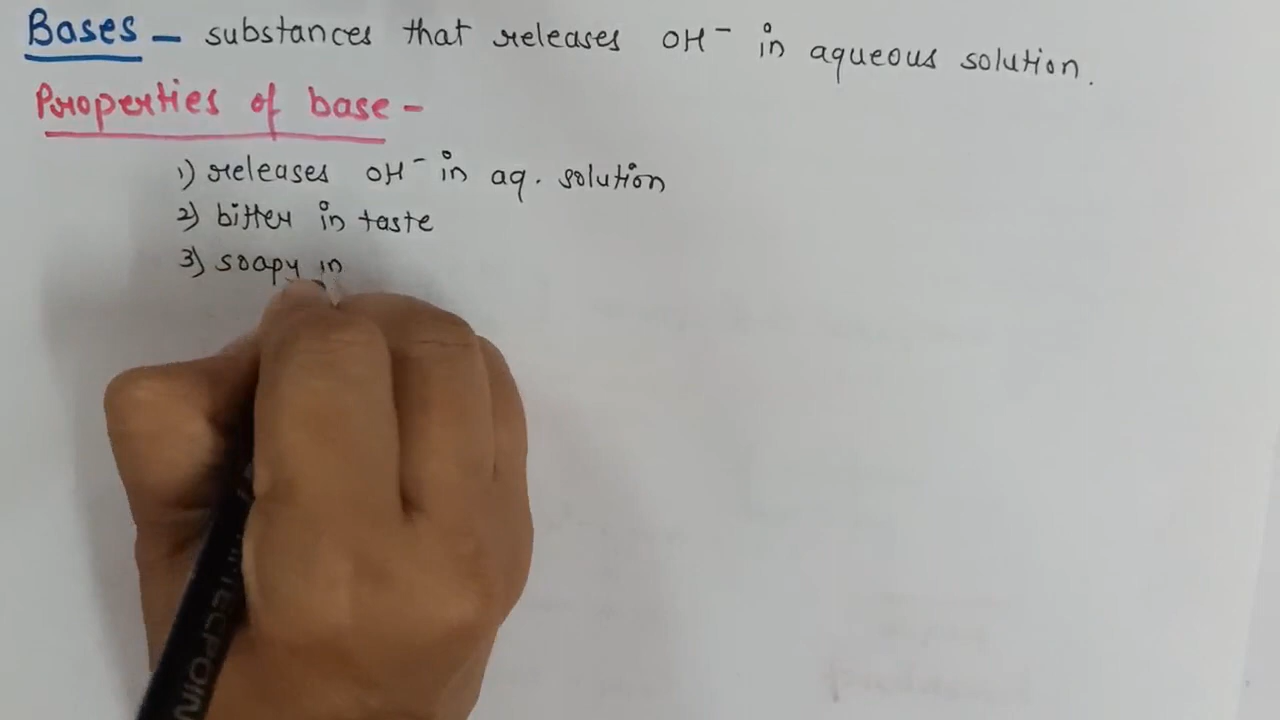 Bases – substances that releases OH⁻ in aqueous solution.
Properties of base –
1) releases OH⁻ in aq. solution
2) bitter in taste
3) soapy in